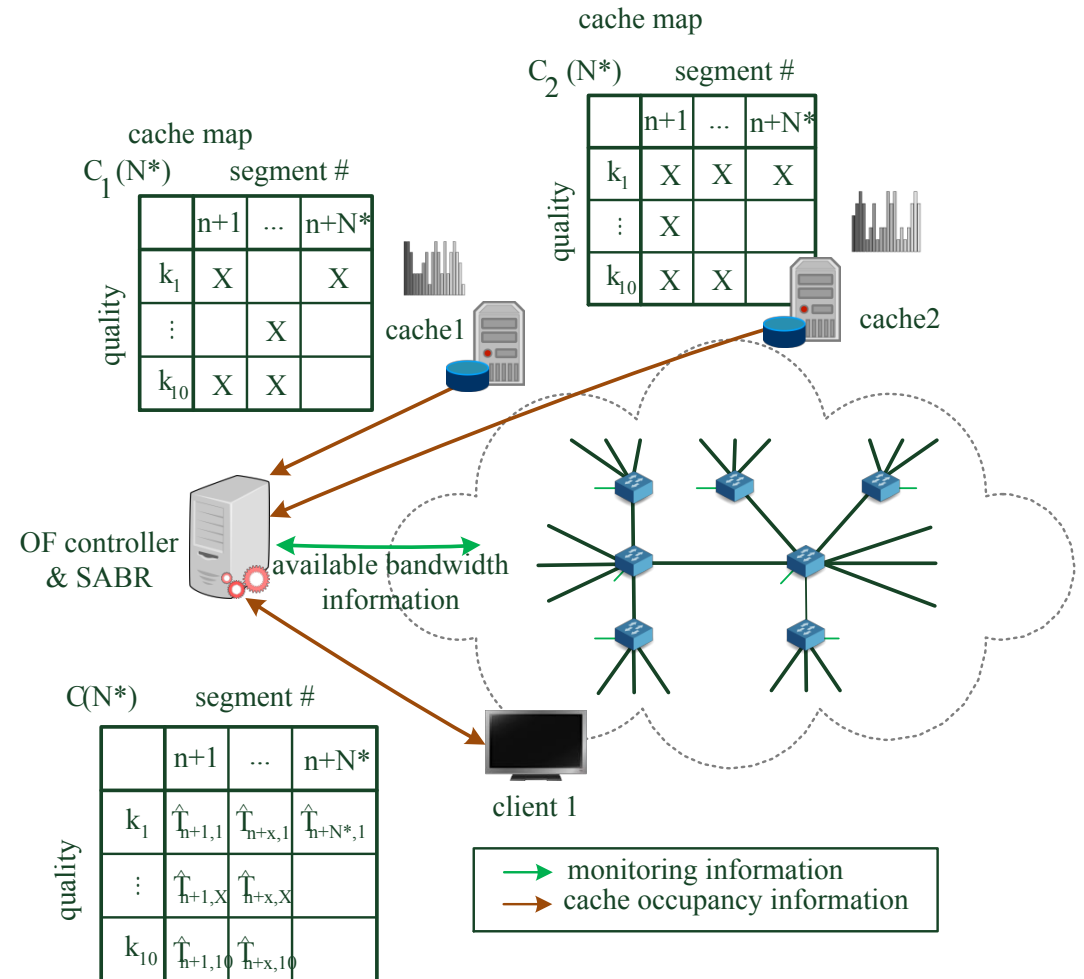 cache map
C₂ (N*) segment #
n+1 ... n+N*
k₁ X X X
⋮ X
k₁₀ X X
quality
cache2
cache map
C₁ (N*) segment #
n+1 ... n+N*
k₁ X X
⋮ X
k₁₀ X X
quality
cache1
OF controller
& SABR
available bandwidth
information
C(N*) segment #
n+1 ... n+N*
k₁ T̂n+1,1 T̂n+x,1 T̂n+N*,1
⋮ T̂n+1,X T̂n+x,X
k₁₀ T̂n+1,10 T̂n+x,10
quality
client 1
monitoring information
cache occupancy information